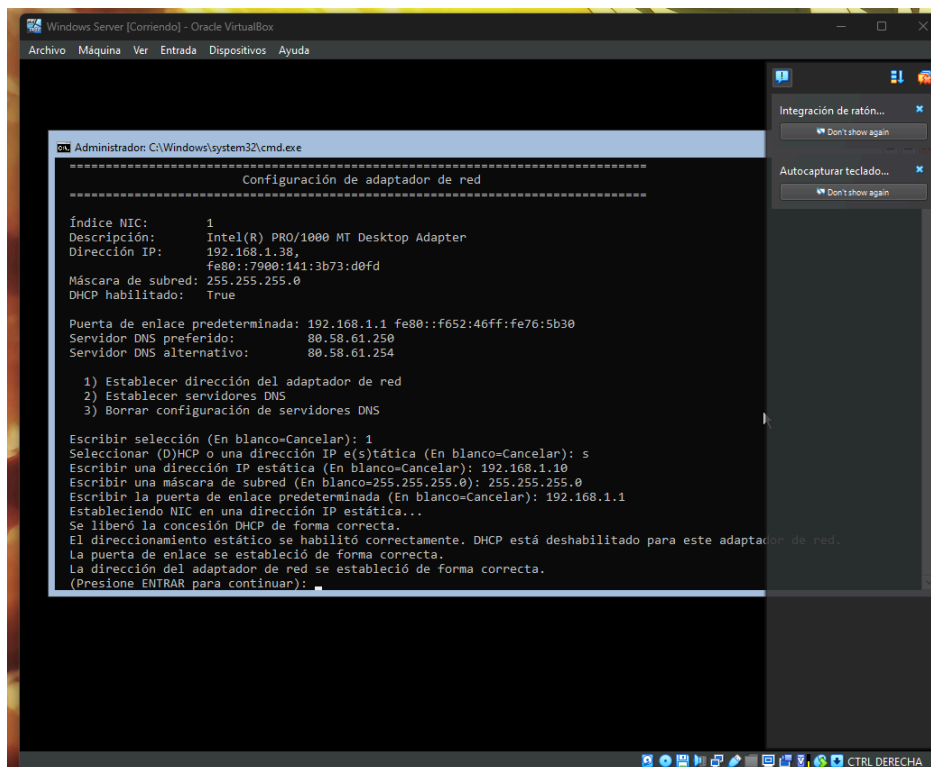 Windows Server [Corriendo] - Oracle VirtualBox
Archivo Máquina Ver Entrada Dispositivos Ayuda
Integración de ratón...
Don't show again
Autocapturar teclado...
Don't show again
Administrador: C:\Windows\system32\cmd.exe
================================================================================
Configuración de adaptador de red
================================================================================
Índice NIC: 1
Descripción: Intel(R) PRO/1000 MT Desktop Adapter
Dirección IP: 192.168.1.38,
fe80::7900:141:3b73:d0fd
Máscara de subred: 255.255.255.0
DHCP habilitado: True
Puerta de enlace predeterminada: 192.168.1.1 fe80::f652:46ff:fe76:5b30
Servidor DNS preferido: 80.58.61.250
Servidor DNS alternativo: 80.58.61.254
1) Establecer dirección del adaptador de red
2) Establecer servidores DNS
3) Borrar configuración de servidores DNS
Escribir selección (En blanco=Cancelar): 1
Seleccionar (D)HCP o una dirección IP e(s)tática (En blanco=Cancelar): s
Escribir una dirección IP estática (En blanco=Cancelar): 192.168.1.10
Escribir una máscara de subred (En blanco=255.255.255.0): 255.255.255.0
Escribir la puerta de enlace predeterminada (En blanco=Cancelar): 192.168.1.1
Estableciendo NIC en una dirección IP estática...
Se liberó la concesión DHCP de forma correcta.
El direccionamiento estático se habilitó correctamente. DHCP está deshabilitado para este adaptador de red.
La puerta de enlace se estableció de forma correcta.
La dirección del adaptador de red se estableció de forma correcta.
(Presione ENTRAR para continuar): _
CTRL DERECHA